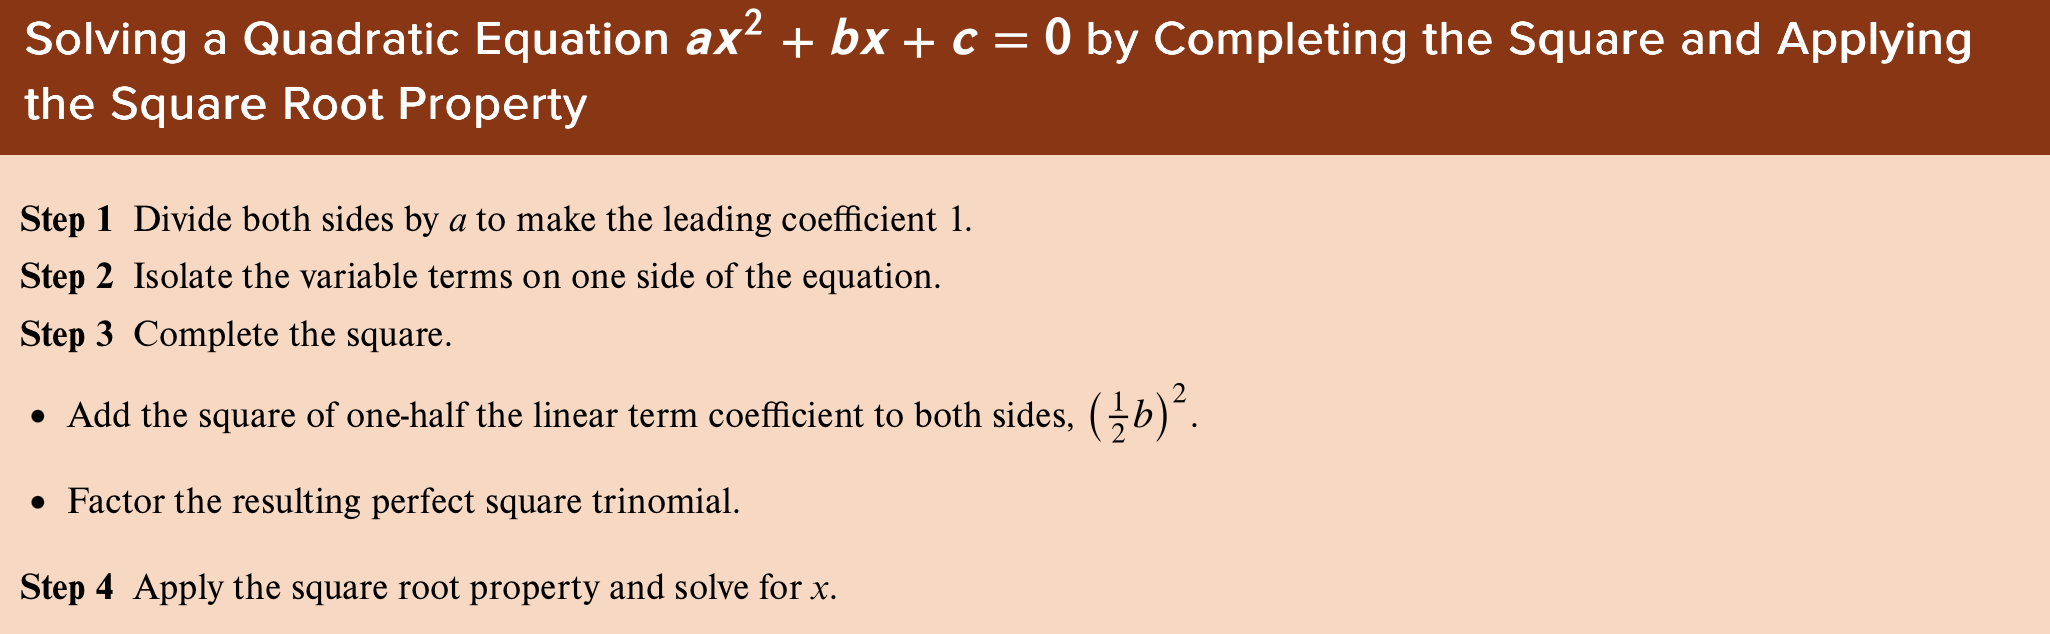 Solving a Quadratic Equation ax² + bx + c = 0 by Completing the Square and Applying
the Square Root Property
Step 1 Divide both sides by a to make the leading coefficient 1.
Step 2 Isolate the variable terms on one side of the equation.
Step 3 Complete the square.
• Add the square of one-half the linear term coefficient to both sides, (½b)².
• Factor the resulting perfect square trinomial.
Step 4 Apply the square root property and solve for x.